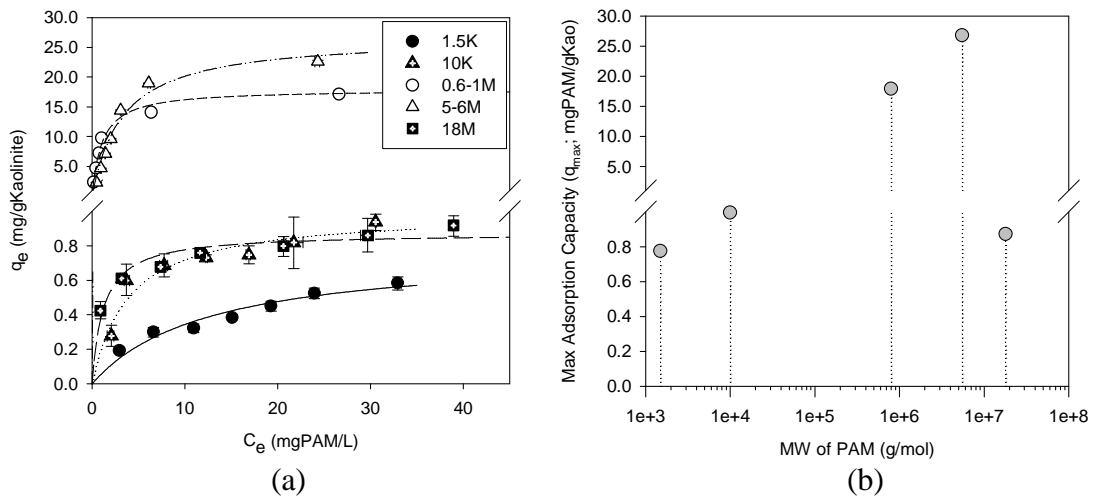 30.0
25.0
20.0
15.0
10.0
5.0
0.8
0.6
0.4
0.2
0.0
qe (mg/gKaolinite)
0
10
20
30
40
Ce (mgPAM/L)
1.5K
10K
0.6-1M
5-6M
18M
(a)
30.0
25.0
20.0
15.0
10.0
5.0
0.8
0.6
0.4
0.2
0.0
Max Adsorption Capacity (qmax; mgPAM/gKao)
1e+3
1e+4
1e+5
1e+6
1e+7
1e+8
MW of PAM (g/mol)
(b)